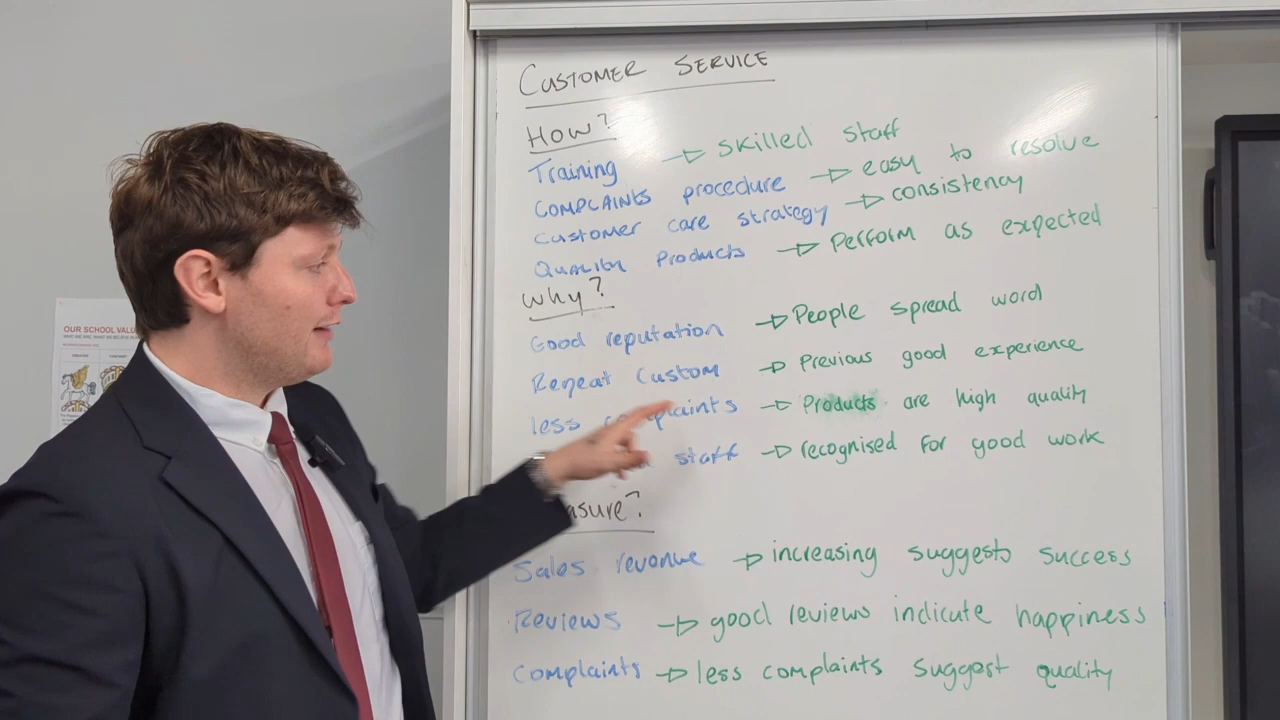 CUSTOMER SERVICE
How?
Training → skilled staff
COMPLAINTS procedure → easy to resolve
Customer care strategy → consistency
QUALITY Products → Perform as expected
Why?
Good reputation → People spread word
Repeat Custom → Previous good experience
less complaints → Products are high quality
staff → recognised for good work
asure?
Sales revenue → increasing suggests success
Reviews → good reviews indicate happiness
Complaints → less complaints suggest quality
OUR SCHOOL VALU